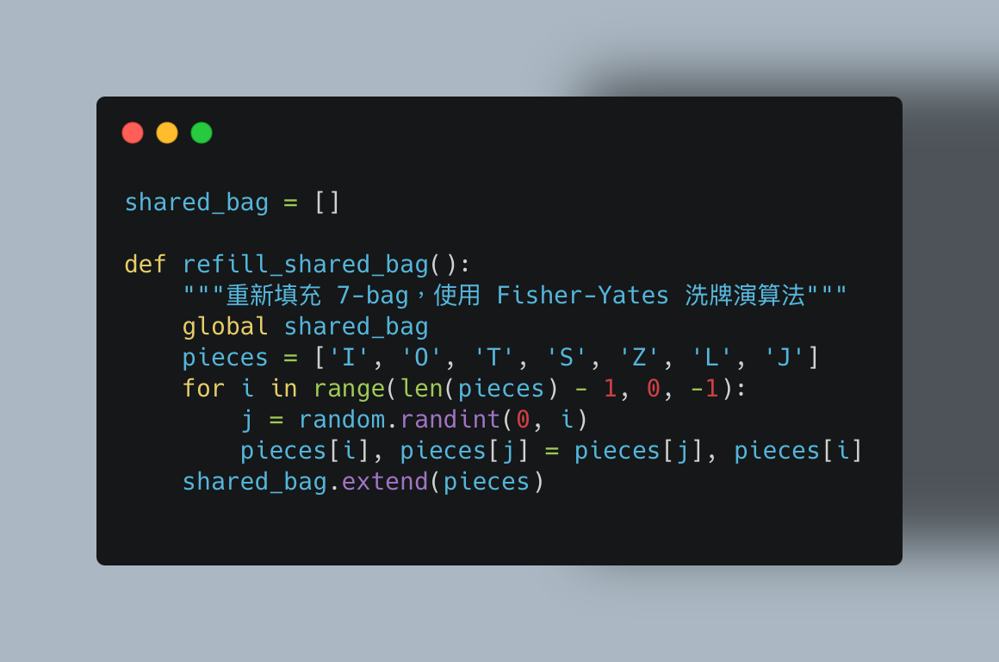 shared_bag = []
def refill_shared_bag():
    """重新填充 7-bag，使用 Fisher-Yates 洗牌演算法"""
    global shared_bag
    pieces = ['I', 'O', 'T', 'S', 'Z', 'L', 'J']
    for i in range(len(pieces) - 1, 0, -1):
        j = random.randint(0, i)
        pieces[i], pieces[j] = pieces[j], pieces[i]
    shared_bag.extend(pieces)